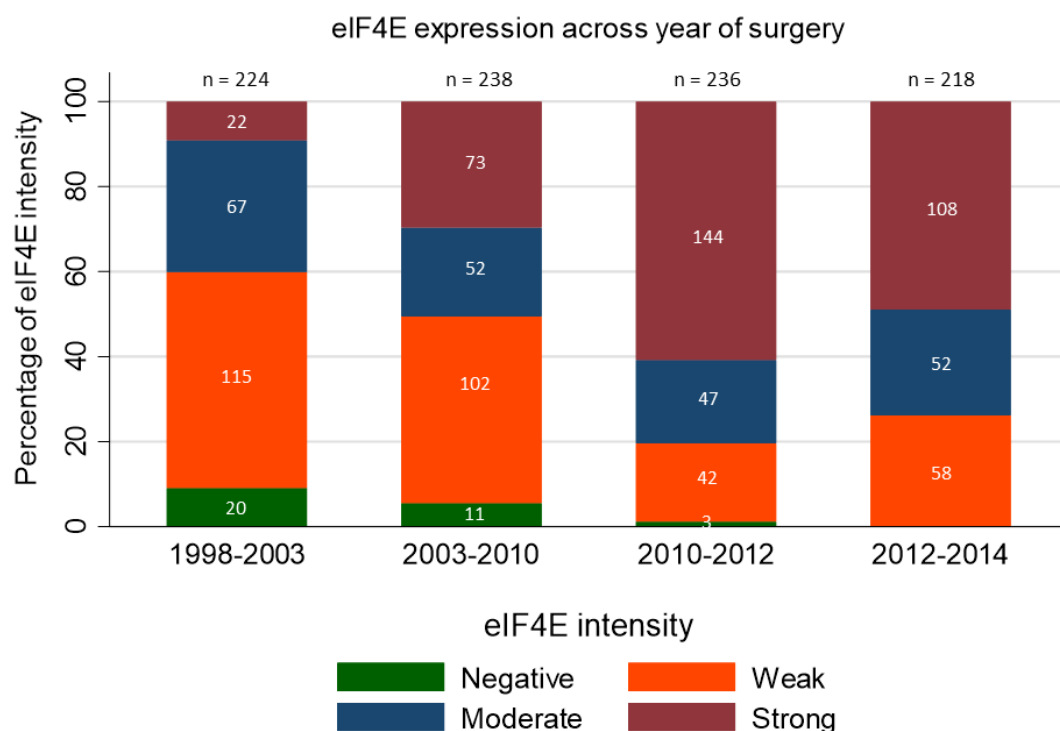 eIF4E expression across year of surgery
n = 224 n = 238 n = 236 n = 218
Percentage of eIF4E intensity
100
80
60
40
20
0
22 67 115 20
73 52 102 11
144 47 42 3
108 52 58
1998-2003 2003-2010 2010-2012 2012-2014
eIF4E intensity
Negative Weak
Moderate Strong